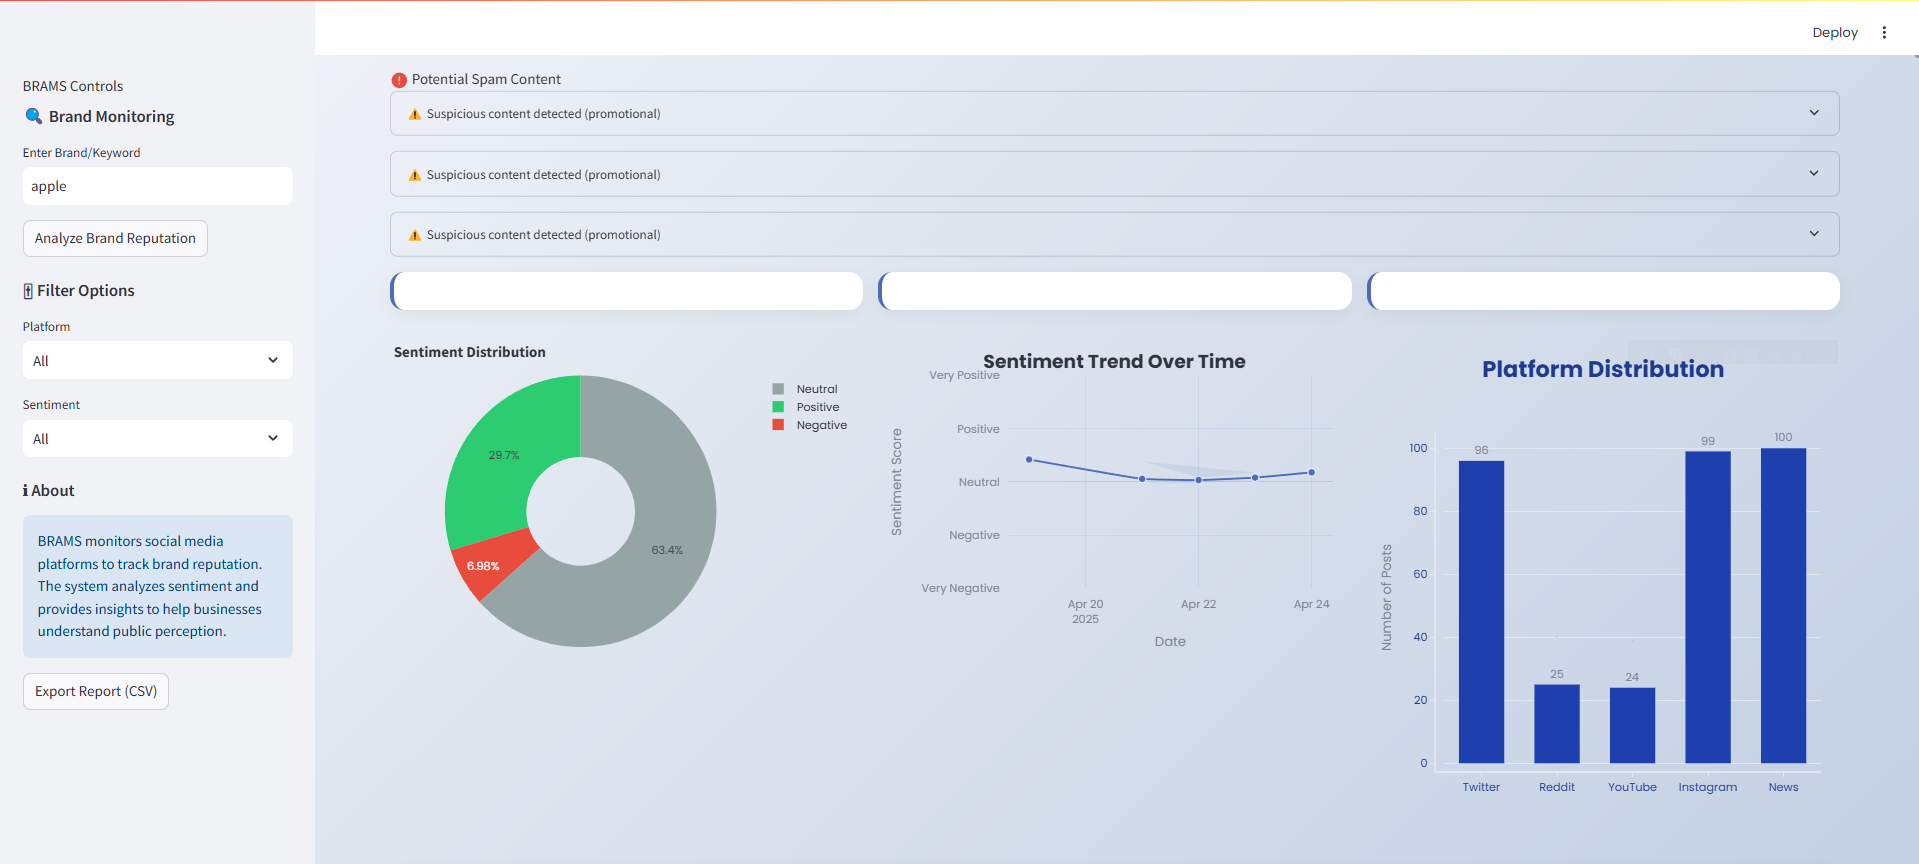 Deploy
BRAMS Controls
Brand Monitoring
Enter Brand/Keyword
apple
Analyze Brand Reputation
Filter Options
Platform
All
Sentiment
All
About
BRAMS monitors social media
platforms to track brand reputation.
The system analyzes sentiment and
provides insights to help businesses
understand public perception.
Export Report (CSV)
Potential Spam Content
Suspicious content detected (promotional)
Suspicious content detected (promotional)
Suspicious content detected (promotional)
Sentiment Distribution
Neutral
Positive
Negative
29.7%
63.4%
6.98%
Sentiment Trend Over Time
Very Positive
Positive
Neutral
Negative
Very Negative
Sentiment Score
Apr 20
2025
Apr 22
Apr 24
Date
Platform Distribution
Number of Posts
100
80
60
40
20
0
96
25
24
99
100
Twitter
Reddit
YouTube
Instagram
News